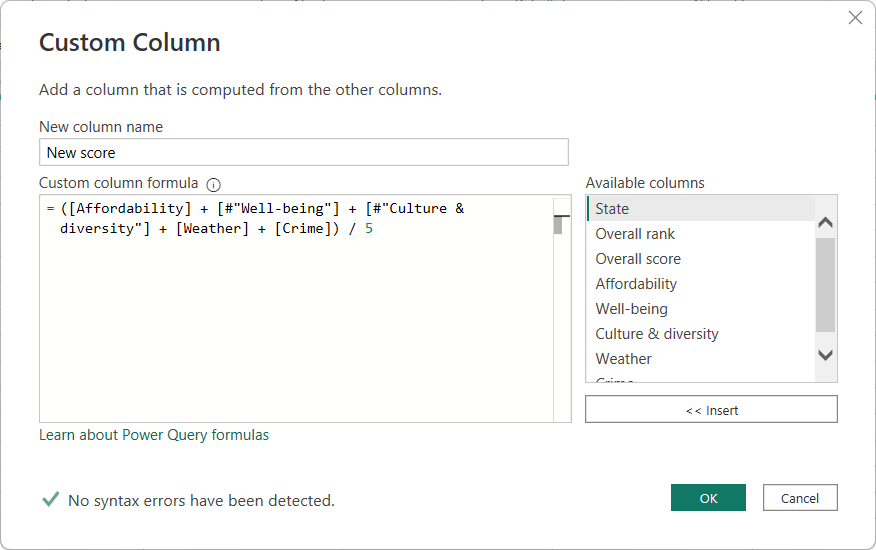 Custom Column
Add a column that is computed from the other columns.
New column name
New score
Custom column formula
= ([Affordability] + [#"Well-being"] + [#"Culture &
diversity"] + [Weather] + [Crime]) / 5
Available columns
State
Overall rank
Overall score
Affordability
Well-being
Culture & diversity
Weather
Crime
<< Insert
Learn about Power Query formulas
No syntax errors have been detected.
OK
Cancel